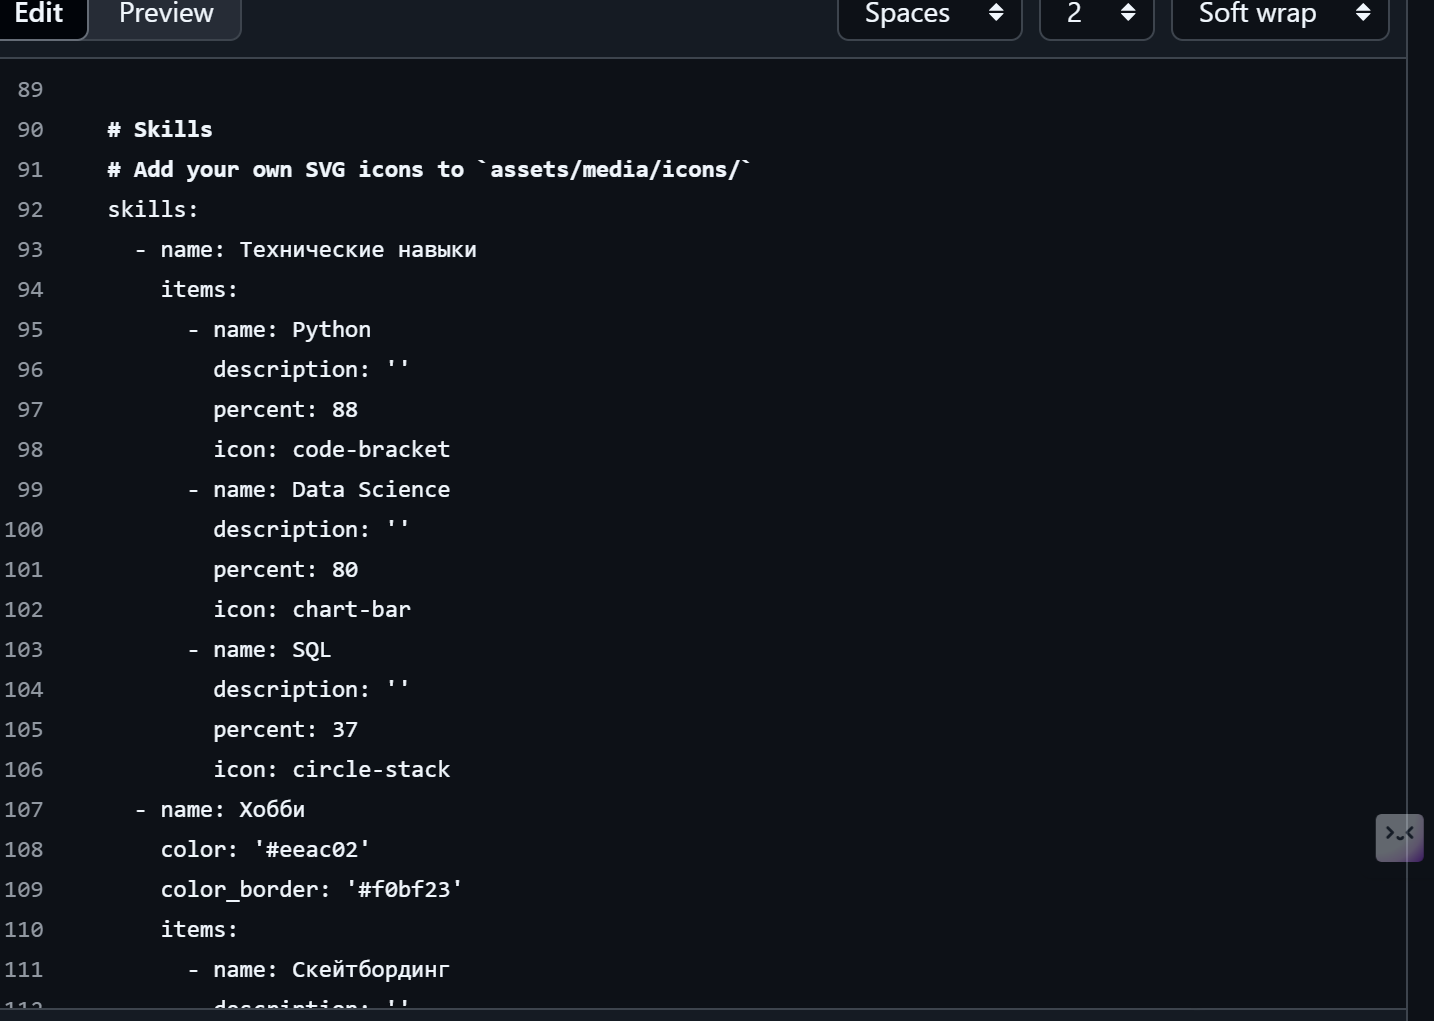 Edit Preview Spaces 2 Soft wrap
89
90 # Skills
91 # Add your own SVG icons to `assets/media/icons/`
92 skills:
93   - name: Технические навыки
94     items:
95       - name: Python
96         description: ''
97         percent: 88
98         icon: code-bracket
99       - name: Data Science
100         description: ''
101         percent: 80
102         icon: chart-bar
103       - name: SQL
104         description: ''
105         percent: 37
106         icon: circle-stack
107   - name: Хобби
108     color: '#eeac02'
109     color_border: '#f0bf23'
110     items:
111       - name: Скейтбординг
112         description: ''